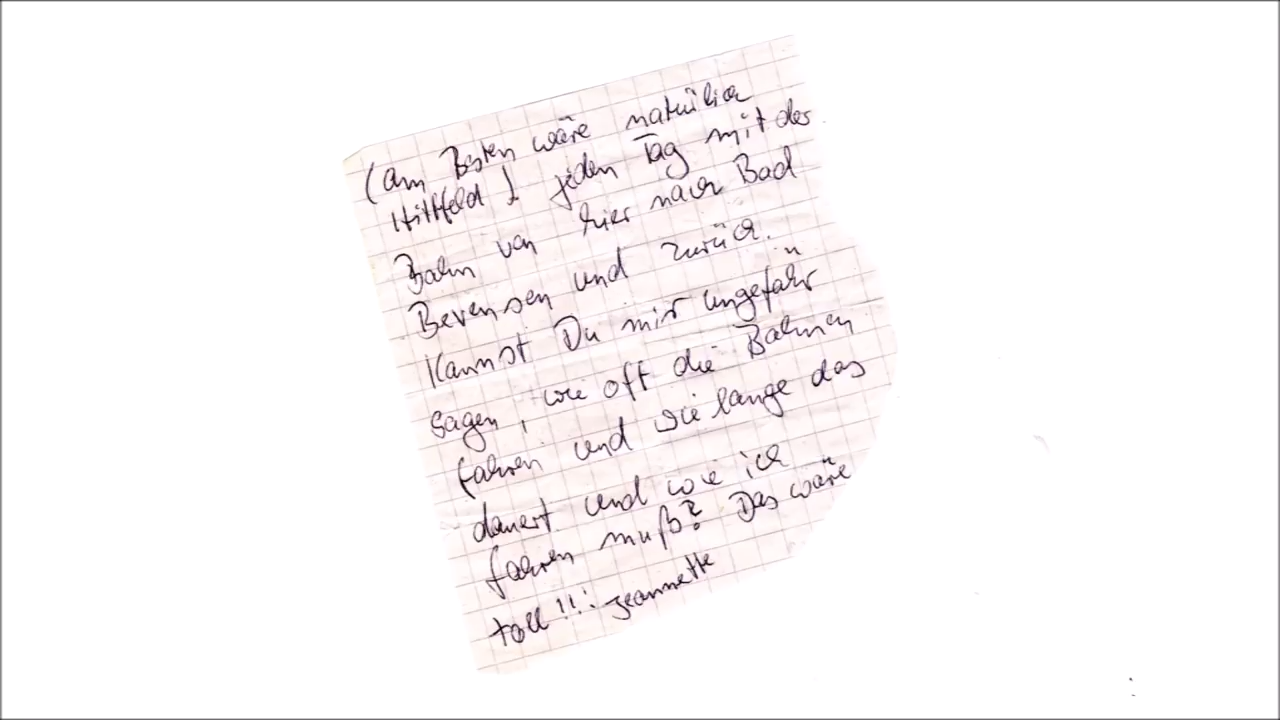 (am Besten wäre natürlich
Hittfeld) jeden Tag mit der
Bahn von hier nach Bad
Bevensen und zurück.
Kannst Du mir ungefähr
sagen, wie oft die Bahnen
fahren und wie lange das
dauert und wie ich
fahren muß? Das wäre
toll!!! Jeannette